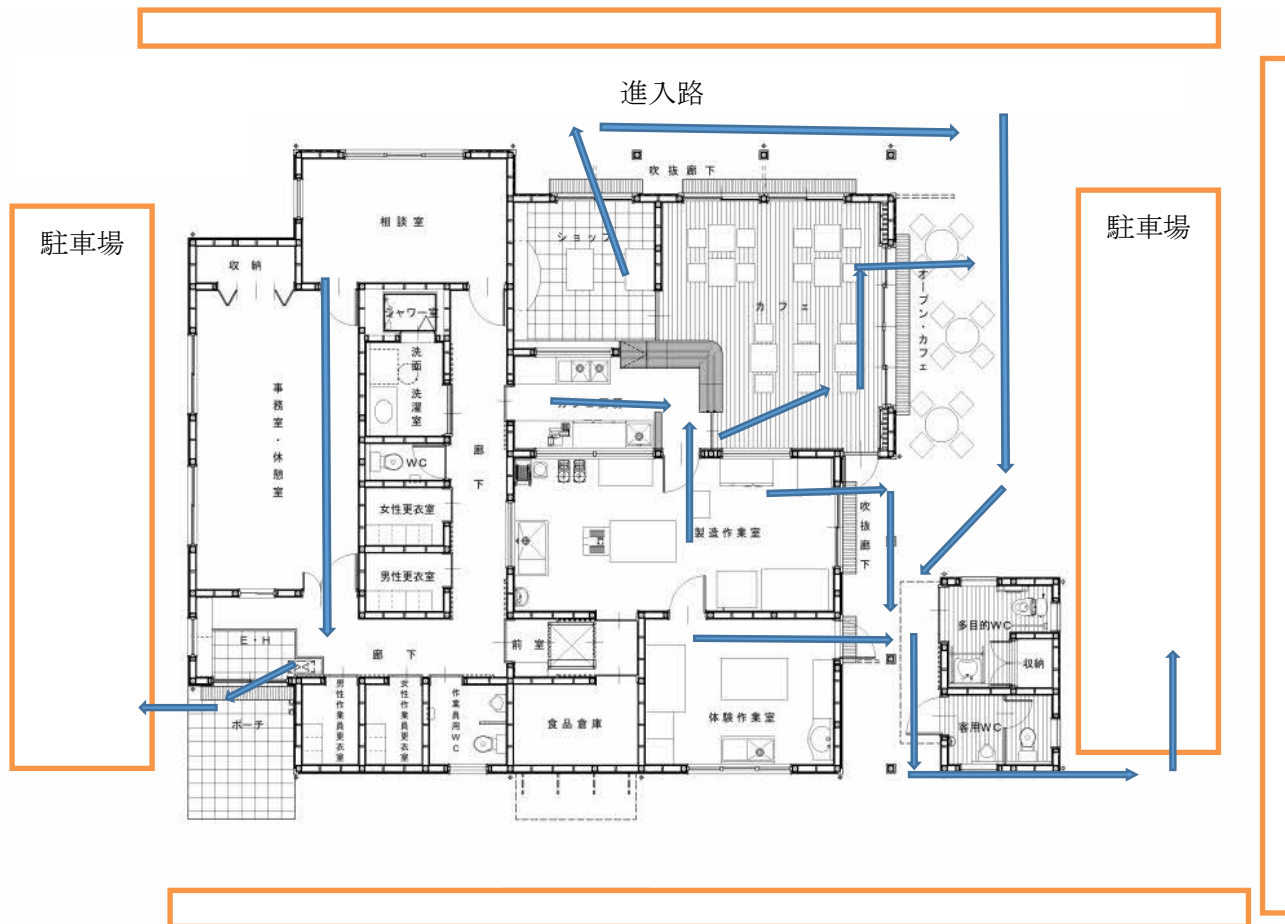 進入路
吹抜廊下
相談室
駐車場
駐車場
ショップ
収納
オープン・カフェ
カフェ
シャワー室
洗面
洗濯室
事務室・休憩室
廊下
WC
女性更衣室
製造作業室
吹抜廊下
男性更衣室
多目的WC
E・H
前室
廊下
収納
男性作業員更衣室
女性作業員更衣室
作業員用WC
食品倉庫
体験作業室
客用WC
ポーチ